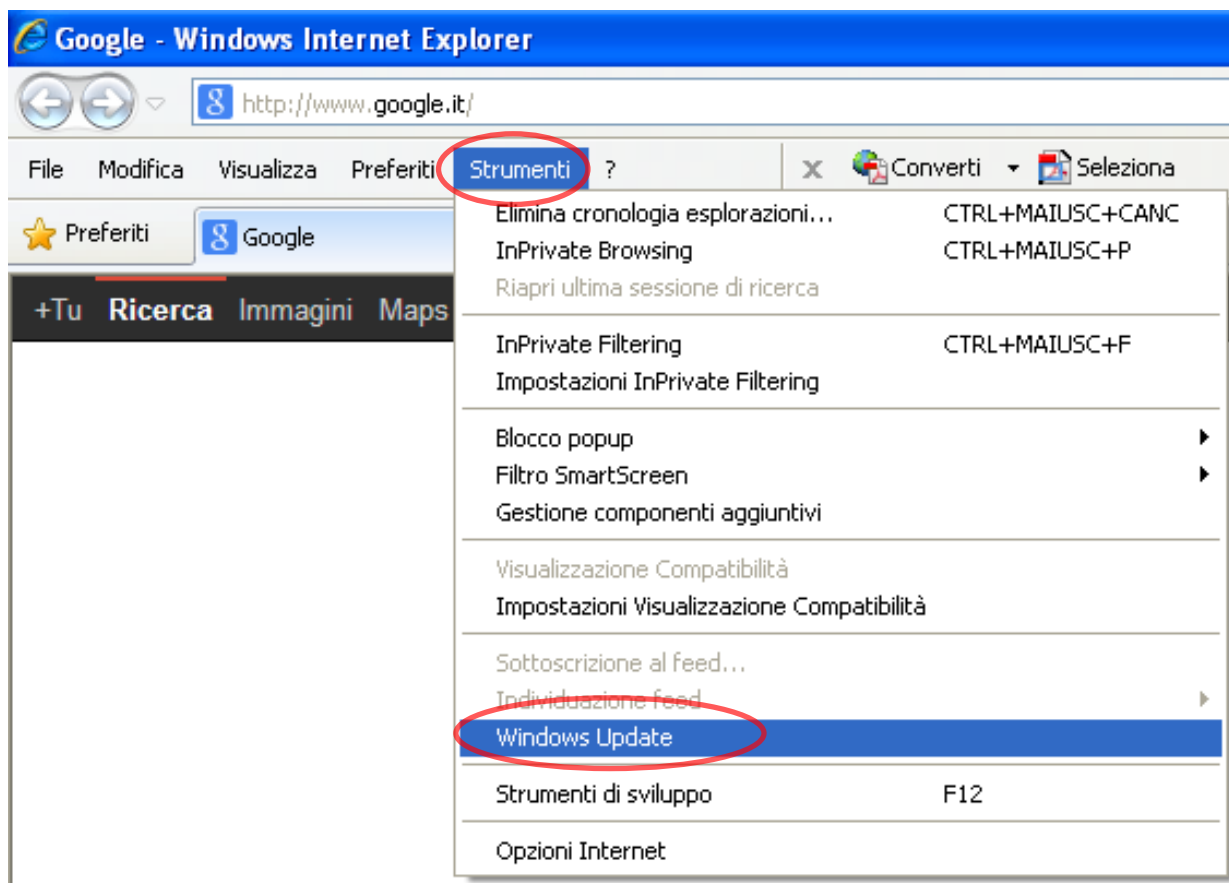 Google - Windows Internet Explorer
http://www.google.it/
File Modifica Visualizza Preferiti Strumenti ? x Converti Seleziona
Preferiti Google
+Tu Ricerca Immagini Maps
Elimina cronologia esplorazioni... CTRL+MAIUSC+CANC
InPrivate Browsing CTRL+MAIUSC+P
Riapri ultima sessione di ricerca
InPrivate Filtering CTRL+MAIUSC+F
Impostazioni InPrivate Filtering
Blocco popup
Filtro SmartScreen
Gestione componenti aggiuntivi
Visualizzazione Compatibilità
Impostazioni Visualizzazione Compatibilità
Sottoscrizione al feed...
Individuazione feed
Windows Update
Strumenti di sviluppo F12
Opzioni Internet